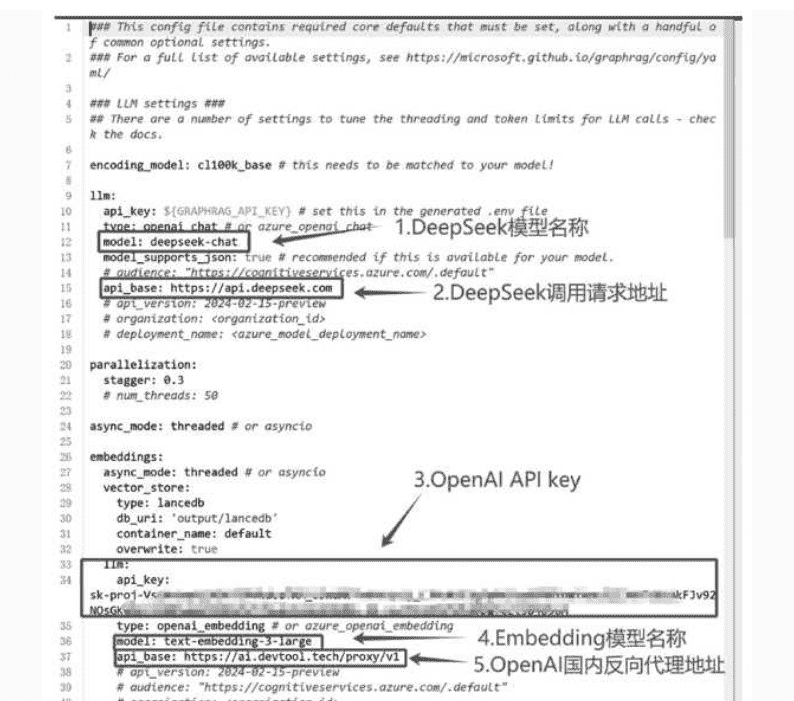 1 ### This config file contains required core defaults that must be set, along with a handful o
f common optional settings.
2 ### For a full list of available settings, see https://microsoft.github.io/graphrag/config/ya
ml/
3
4 ### LLM settings ###
5 ## There are a number of settings to tune the threading and token limits for LLM calls - chec
k the docs.
6
7 encoding_model: cl100k_base # this needs to be matched to your model!
8
9 llm:
10 api_key: ${GRAPHRAG_API_KEY} # set this in the generated .env file
11 type: openai_chat # or azure_openai_chat
1.DeepSeek模型名称
12 model: deepseek-chat
13 model_supports_json: true # recommended if this is available for your model.
14 # audience: "https://cognitiveservices.azure.com/.default"
15 api_base: https://api.deepseek.com
2.DeepSeek调用请求地址
16 # api_version: 2024-02-15-preview
17 # organization: <organization_id>
18 # deployment_name: <azure_model_deployment_name>
19
20 parallelization:
21 stagger: 0.3
22 # num_threads: 50
23
24 async_mode: threaded # or asyncio
25
26 embeddings:
27 async_mode: threaded # or asyncio
28 vector_store:
3.OpenAI API key
29 type: lancedb
30 db_uri: 'output/lancedb'
31 container_name: default
32 overwrite: true
33 llm:
34 api_key:
sk-proj-Vs kFJv92
NOsGk
35 type: openai_embedding # or azure_openai_embedding
36 model: text-embedding-3-large
4.Embedding模型名称
37 api_base: https://ai.devtool.tech/proxy/v1
5.OpenAI国内反向代理地址
38 # api_version: 2024-02-15-preview
39 # audience: "https://cognitiveservices.azure.com/.default"